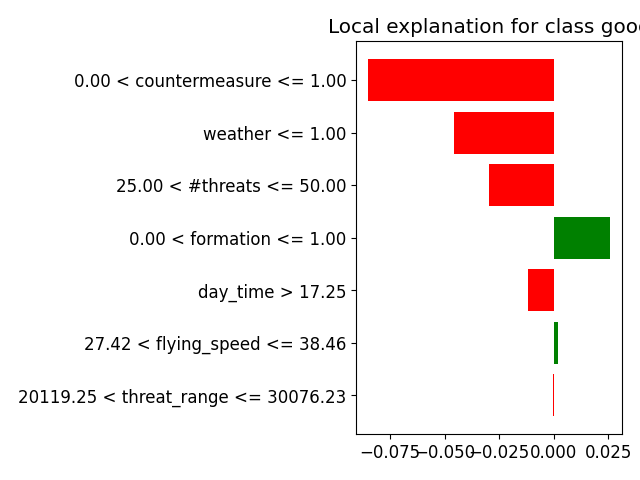 Local explanation for class good
0.00 < countermeasure <= 1.00
weather <= 1.00
25.00 < #threats <= 50.00
0.00 < formation <= 1.00
day_time > 17.25
27.42 < flying_speed <= 38.46
20119.25 < threat_range <= 30076.23
−0.075 −0.050 −0.025 0.000 0.025